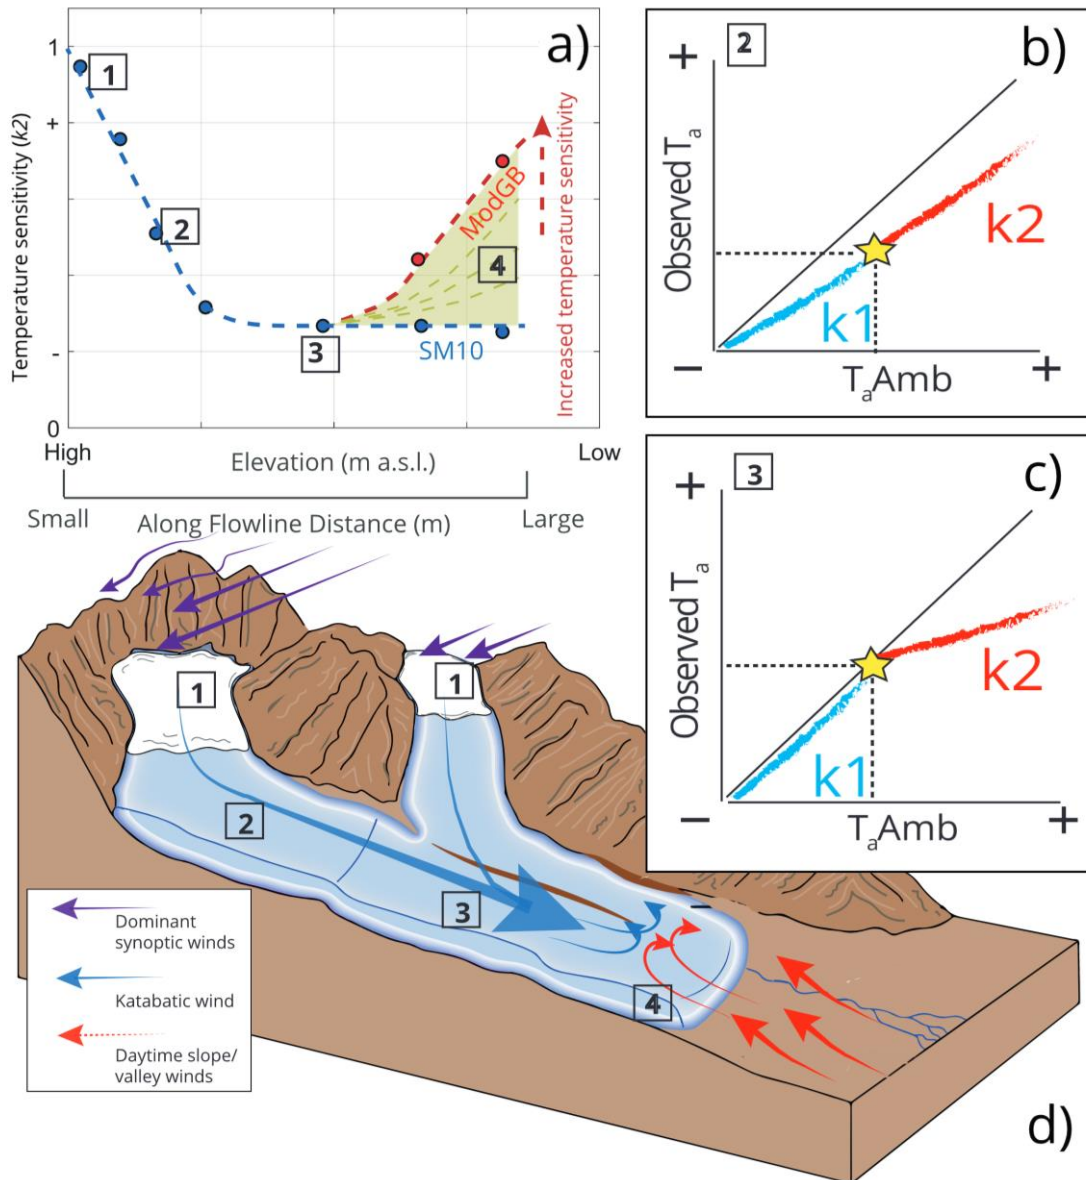 a)
1
+
-
0
Temperature sensitivity (k2)
1
2
3
4
ModGB
SM10
Increased temperature sensitivity
High
Elevation (m a.s.l.)
Low
Small
Along Flowline Distance (m)
Large
b)
2
+
Observed Ta
k1
k2
−
TaAmb
+
c)
3
+
Observed Ta
k1
k2
−
TaAmb
+
1
1
2
3
4
Dominant
synoptic winds
Katabatic wind
Daytime slope/
valley winds
d)